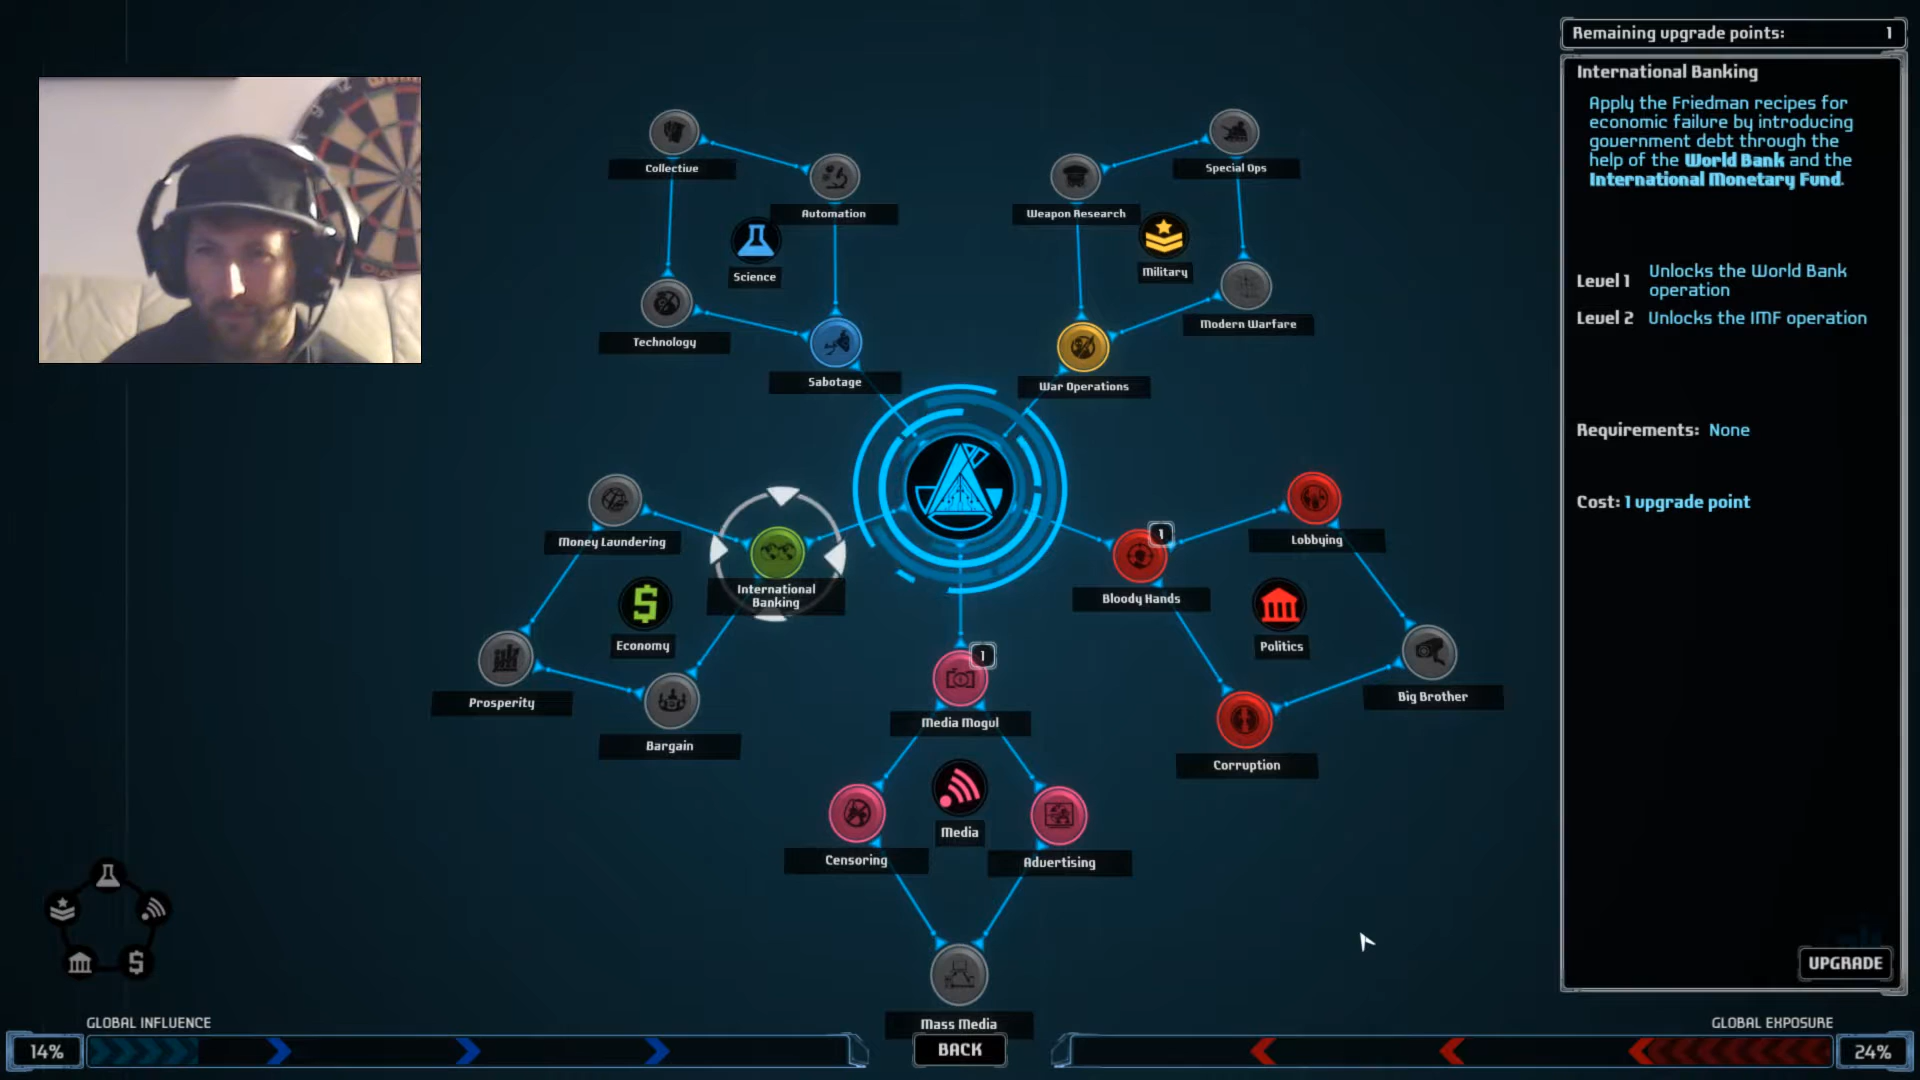 Remaining upgrade points: 1
International Banking
Apply the Friedman recipes for
economic failure by introducing
government debt through the
help of the World Bank and the
International Monetary Fund.
Level 1 Unlocks the World Bank
operation
Level 2 Unlocks the IMF operation
Requirements: None
Cost: 1 upgrade point
UPGRADE
Collective
Automation
Science
Technology
Sabotage
Special Ops
Weapon Research
Military
Modern Warfare
War Operations
Money Laundering
International
Banking
Economy
Prosperity
Bargain
1
Bloody Hands
Lobbying
Politics
Big Brother
Corruption
1
Media Mogul
Media
Censoring
Advertising
Mass Media
GLOBAL INFLUENCE
14%
BACK
GLOBAL EXPOSURE
24%